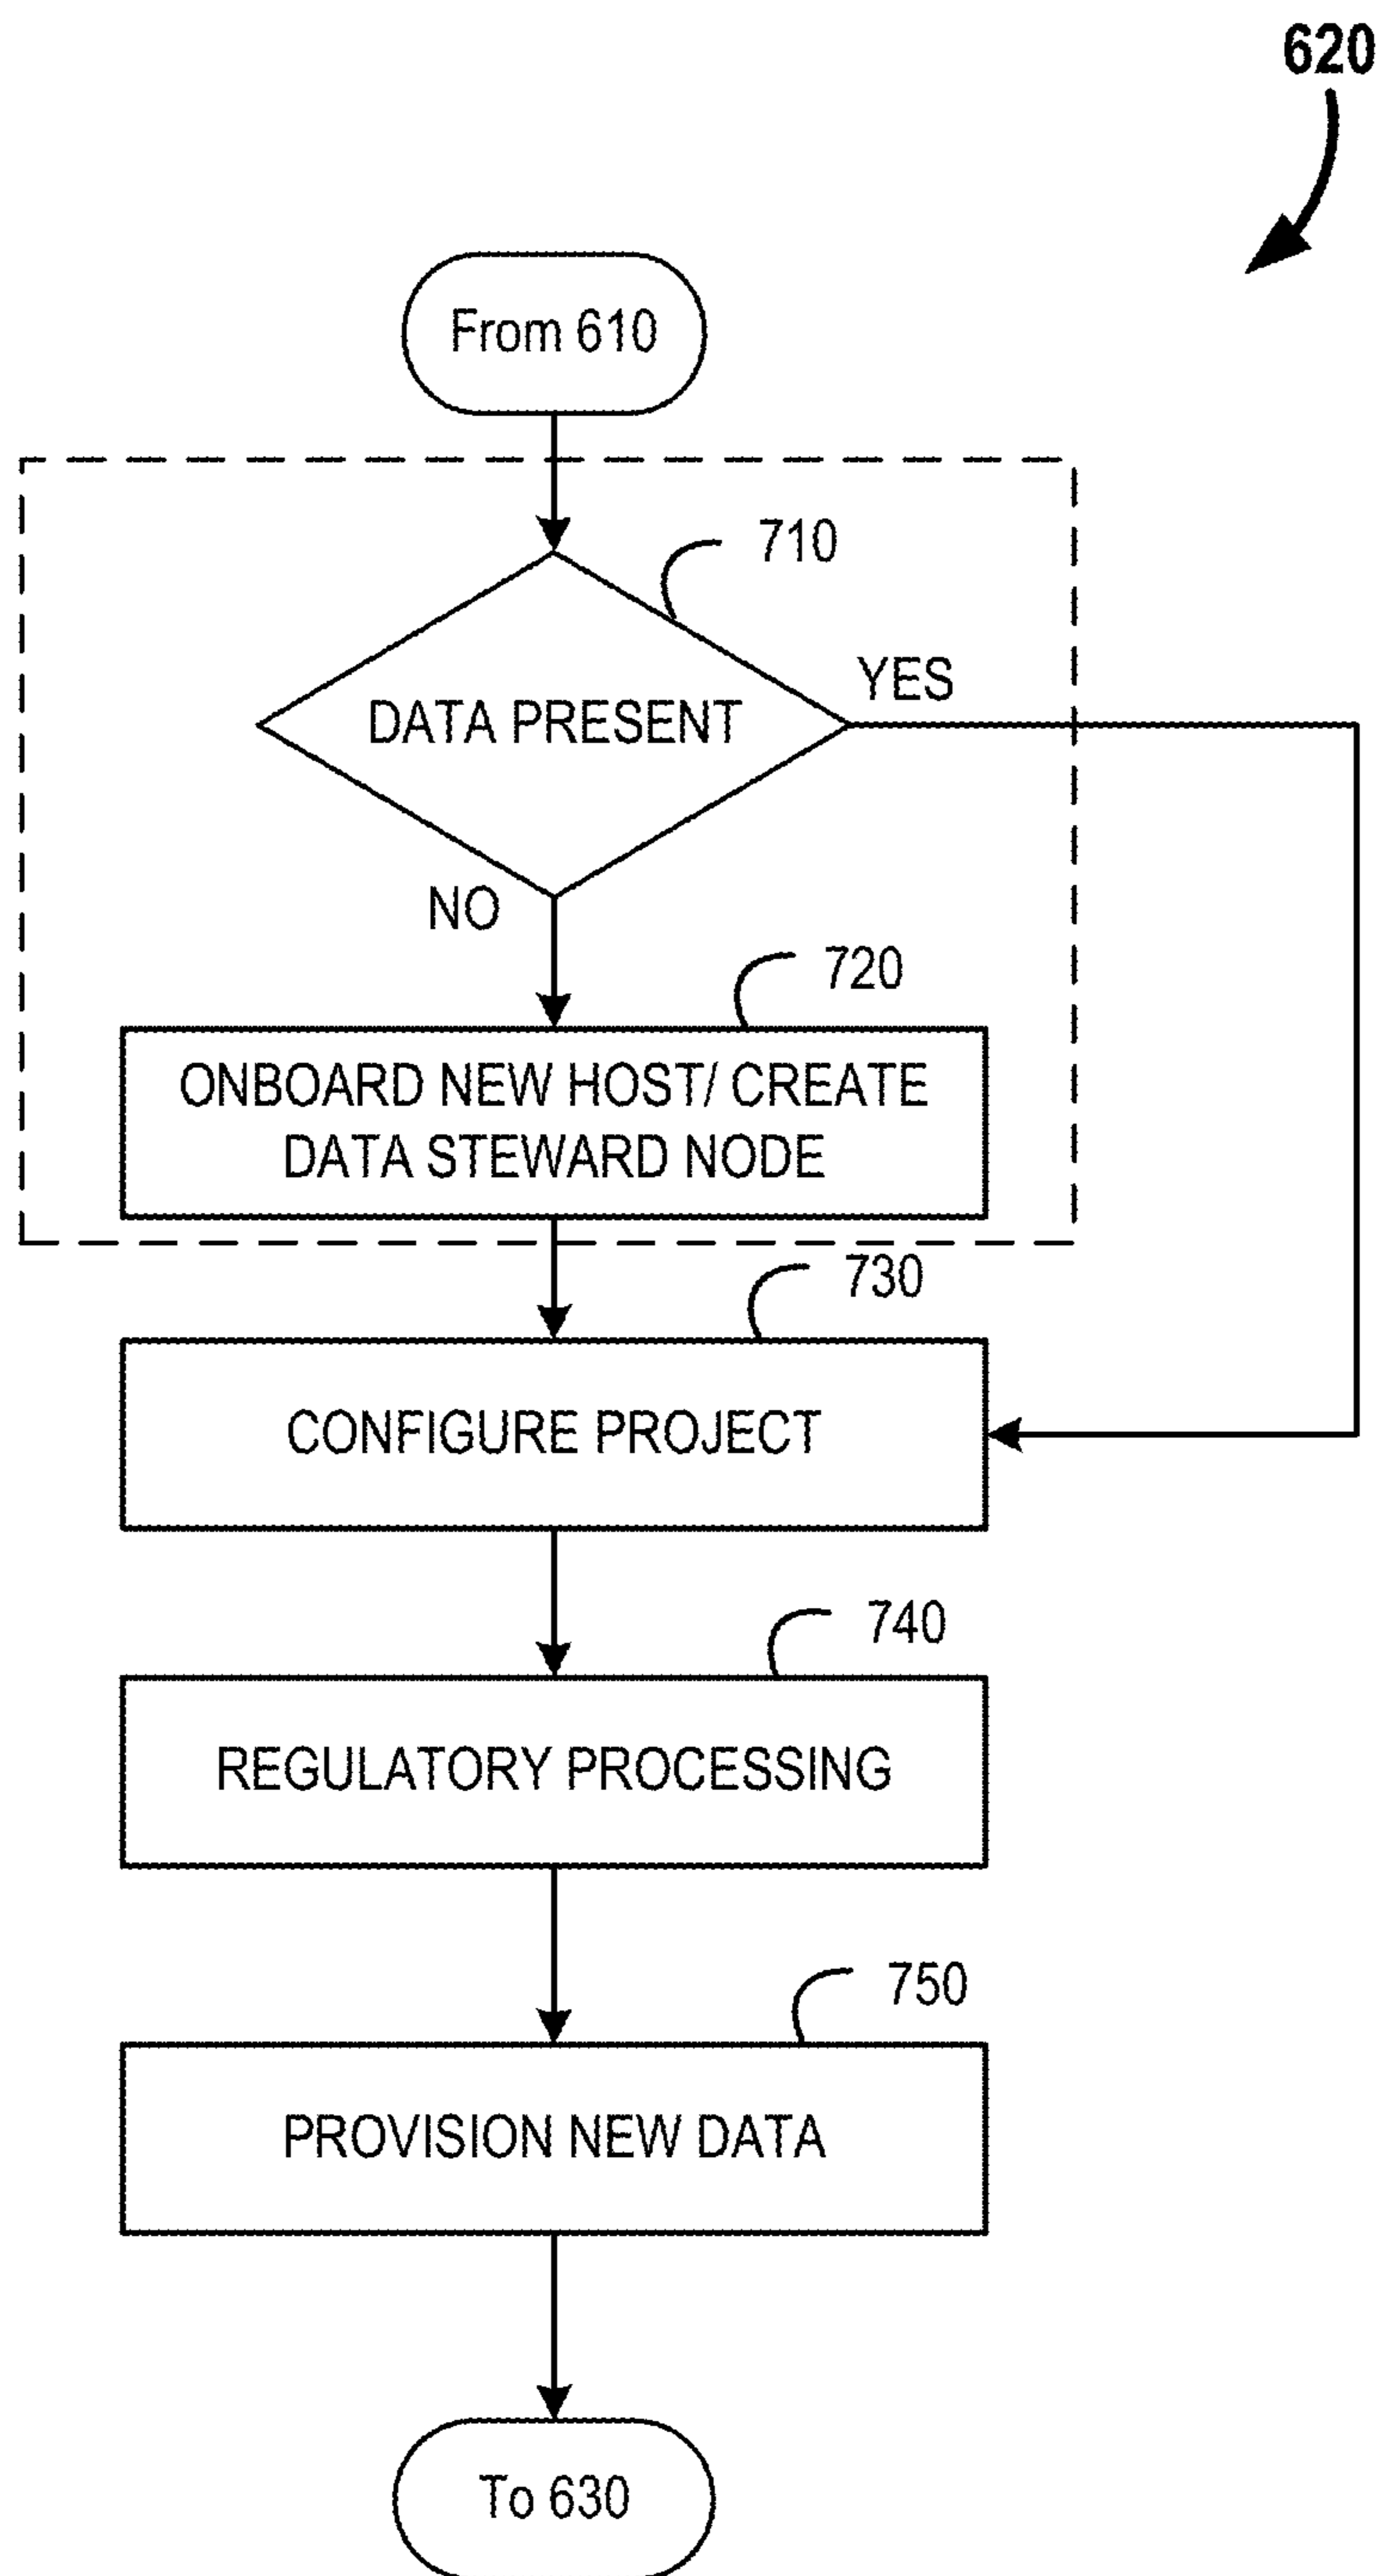 620
From 610
710
DATA PRESENT
YES
NO
720
ONBOARD NEW HOST/ CREATE
DATA STEWARD NODE
730
CONFIGURE PROJECT
740
REGULATORY PROCESSING
750
PROVISION NEW DATA
To 630